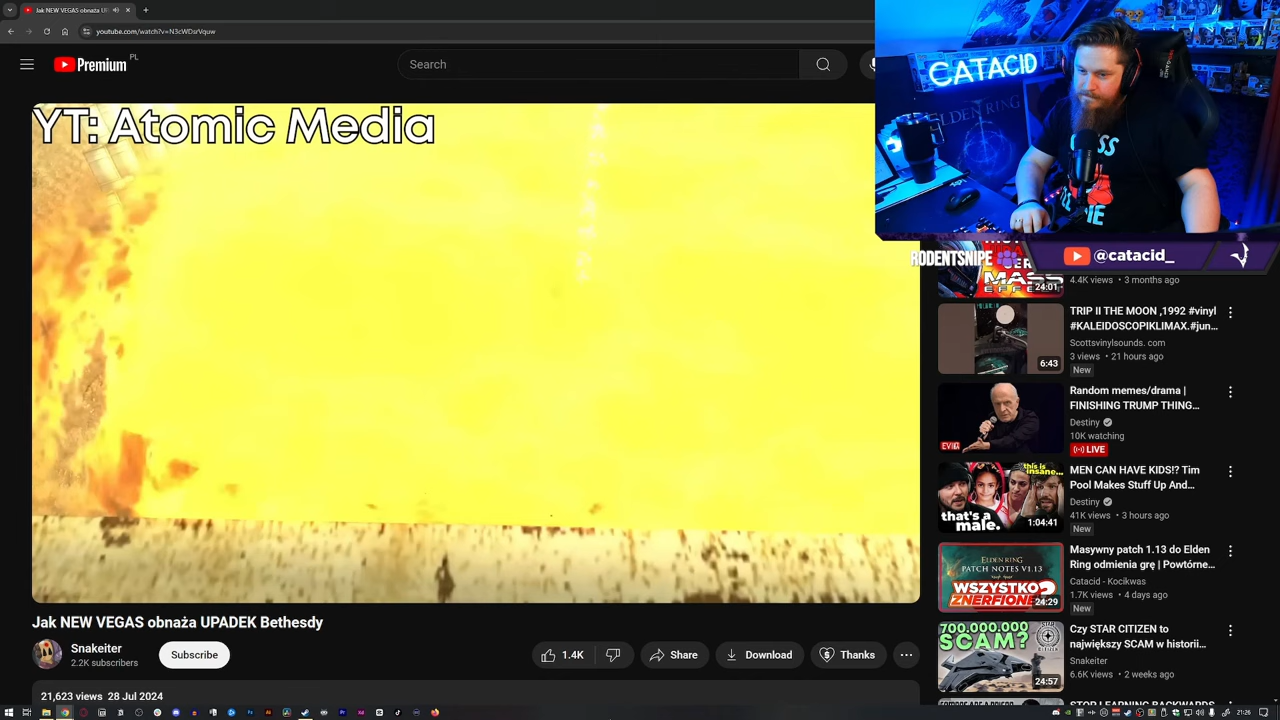 Jak NEW VEGAS obnaża UP
youtube.com/watch?v=N3cWDsrVquw
Premium PL
Search
YT: Atomic Media
CATACID
ELDEN RING
RODENTSNIPE
@catacid_
MASS
24:01
4.4K views • 3 months ago
TRIP II THE MOON ,1992 #vinyl
#KALEIDOSCOPIKLIMAX.#jun...
Scottsvinylsounds. com
3 views • 21 hours ago
New
6:43
Random memes/drama |
FINISHING TRUMP THING...
Destiny
10K watching
LIVE
MEN CAN HAVE KIDS!? Tim
Pool Makes Stuff Up And...
Destiny
41K views • 3 hours ago
New
this is
insane...
that's a
male.
1:04:41
Masywny patch 1.13 do Elden
Ring odmienia grę | Powtórne...
Catacid - Kocikwas
1.7K views • 4 days ago
New
ELDEN RING
PATCH NOTES V1.13
WSZYSTKO
ZNERFIONE?
24:29
Czy STAR CITIZEN to
największy SCAM w historii...
Snakeiter
6.6K views • 2 weeks ago
700.000.000
SCAM?
24:57
Jak NEW VEGAS obnaża UPADEK Bethesdy
Snakeiter
2.2K subscribers
Subscribe
1.4K
Share
Download
Thanks
21,623 views 28 Jul 2024
21:26